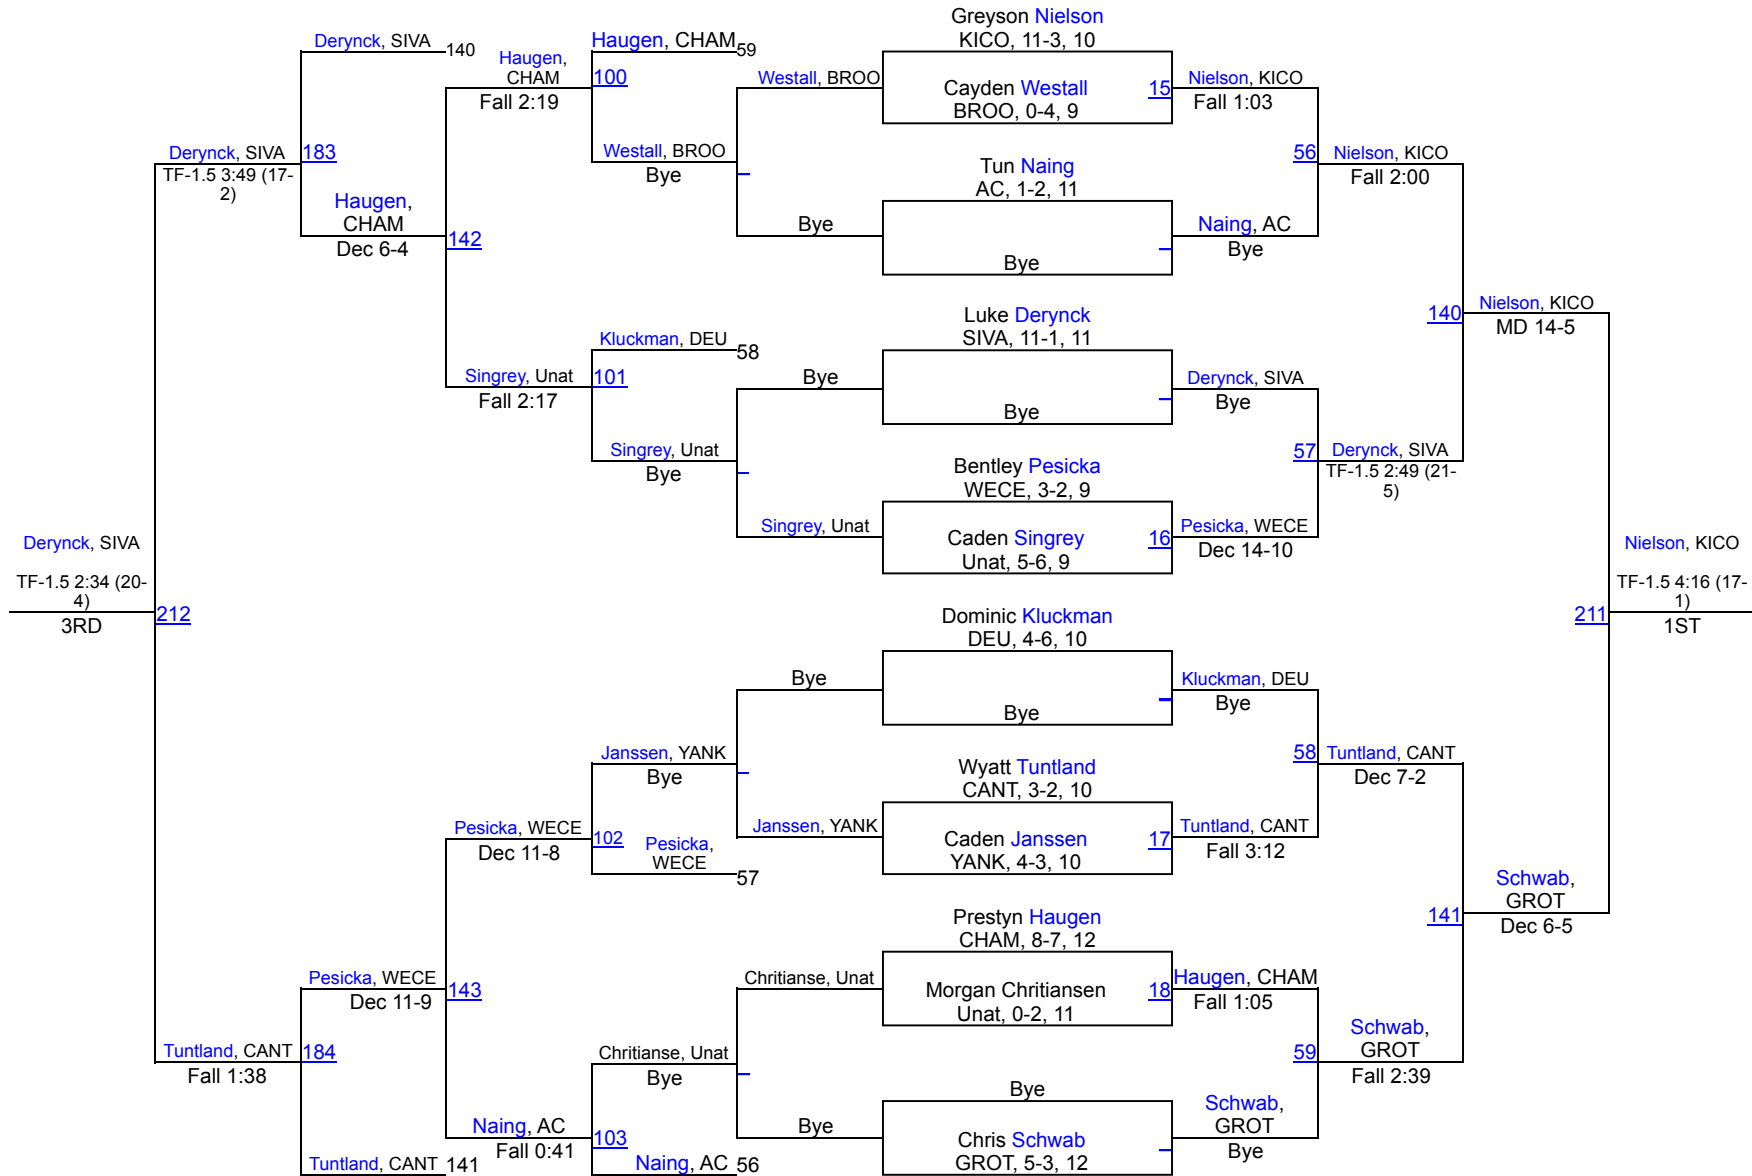 Greyson Nielson
KICO, 11-3, 10
Derynck, SIVA
140
Haugen,
CHAM
Fall 2:19
Haugen, CHAM
59
100
Westall, BROO
Cayden Westall
BROO, 0-4, 9
15
Nielson, KICO
Fall 1:03
Derynck, SIVA
TF-1.5 3:49 (17-
2)
183
Westall, BROO
Bye
Tun Naing
AC, 1-2, 11
56
Nielson, KICO
Fall 2:00
Haugen,
CHAM
Dec 6-4
142
Bye
Bye
Naing, AC
Bye
Luke Derynck
SIVA, 11-1, 11
140
Nielson, KICO
MD 14-5
Kluckman, DEU
58
Singrey, Unat
Fall 2:17
101
Bye
Bye
Derynck, SIVA
Bye
Singrey, Unat
Bye
Bentley Pesicka
WECE, 3-2, 9
57
Derynck, SIVA
TF-1.5 2:49 (21-
5)
Singrey, Unat
Caden Singrey
Unat, 5-6, 9
16
Pesicka, WECE
Dec 14-10
Derynck, SIVA
TF-1.5 2:34 (20-
4)
3RD
212
Nielson, KICO
TF-1.5 4:16 (17-
1)
1ST
211
Dominic Kluckman
DEU, 4-6, 10
Bye
Bye
Kluckman, DEU
Bye
Janssen, YANK
Bye
Wyatt Tuntland
CANT, 3-2, 10
58
Tuntland, CANT
Dec 7-2
Pesicka, WECE
Dec 11-8
102
Pesicka,
WECE
57
Janssen, YANK
Caden Janssen
YANK, 4-3, 10
17
Tuntland, CANT
Fall 3:12
Prestyn Haugen
CHAM, 8-7, 12
141
Schwab,
GROT
Dec 6-5
Pesicka, WECE
Dec 11-9
143
Chritianse, Unat
Morgan Chritiansen
Unat, 0-2, 11
18
Haugen, CHAM
Fall 1:05
Tuntland, CANT
Fall 1:38
184
Chritianse, Unat
Bye
Bye
59
Schwab,
GROT
Fall 2:39
Naing, AC
Fall 0:41
103
Bye
Chris Schwab
GROT, 5-3, 12
Schwab,
GROT
Bye
Tuntland, CANT
141
Naing, AC
56